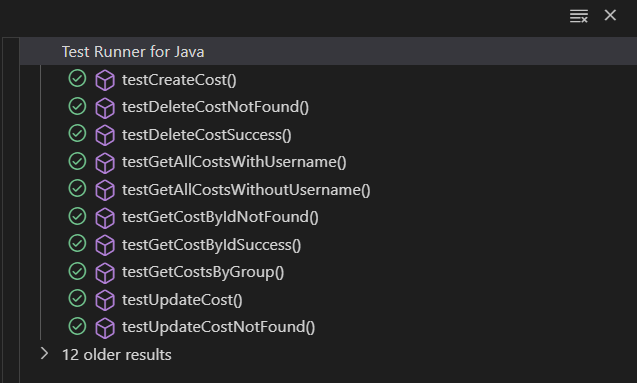 Test Runner for Java
testCreateCost()
testDeleteCostNotFound()
testDeleteCostSuccess()
testGetAllCostsWithUsername()
testGetAllCostsWithoutUsername()
testGetCostByIdNotFound()
testGetCostByIdSuccess()
testGetCostsByGroup()
testUpdateCost()
testUpdateCostNotFound()
12 older results